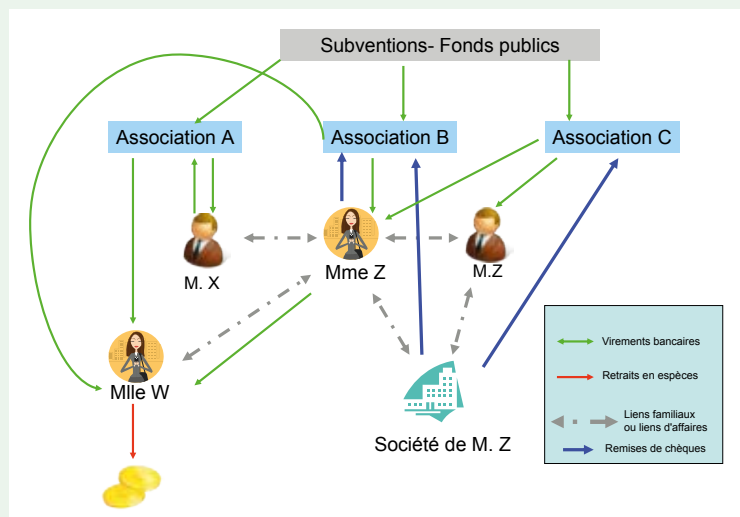 Subventions- Fonds publics
Association A
Association B
Association C
M. X
Mme Z
M.Z
Mlle W
Société de M. Z
Virements bancaires
Retraits en espèces
Liens familiaux
ou liens d'affaires
Remises de chèques